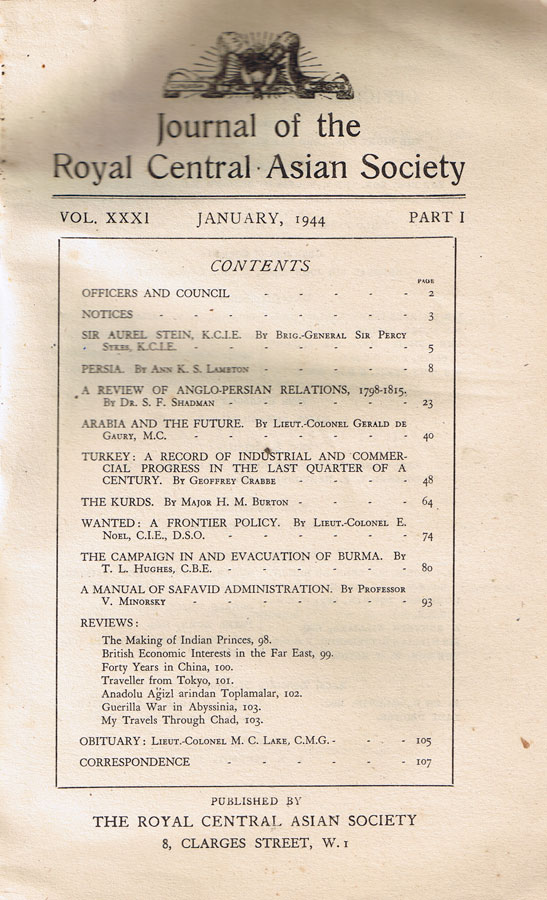 Journal of the
Royal Central Asian Society
VOL. XXXI JANUARY, 1944 PART I
CONTENTS
PAGE
OFFICERS AND COUNCIL - - - - - - 2
NOTICES - - - - - - - - 3
SIR AUREL STEIN, K.C.I.E. BY BRIG.-GENERAL SIR PERCY
SYKES, K.C.I.E. - - - - - - - 5
PERSIA. BY ANN K. S. LAMBTON - - - - - 8
A REVIEW OF ANGLO-PERSIAN RELATIONS, 1798-1815.
BY DR. S. F. SHADMAN - - - - - - 23
ARABIA AND THE FUTURE. BY LIEUT.-COLONEL GERALD DE
GAURY, M.C. - - - - - - - 40
TURKEY: A RECORD OF INDUSTRIAL AND COMMER-
CIAL PROGRESS IN THE LAST QUARTER OF A
CENTURY. BY GEOFFREY CRABBE - - - - 48
THE KURDS. BY MAJOR H. M. BURTON - - - - 64
WANTED: A FRONTIER POLICY. BY LIEUT.-COLONEL E.
NOEL, C.I.E., D.S.O. - - - - - - 74
THE CAMPAIGN IN AND EVACUATION OF BURMA. BY
T. L. HUGHES, C.B.E. - - - - - - 80
A MANUAL OF SAFAVID ADMINISTRATION. BY PROFESSOR
V. MINORSKY - - - - - - - 93
REVIEWS:
The Making of Indian Princes, 98.
British Economic Interests in the Far East, 99.
Forty Years in China, 100.
Traveller from Tokyo, 101.
Anadolu Ağizl arindan Toplamalar, 102.
Guerilla War in Abyssinia, 103.
My Travels Through Chad, 103.
OBITUARY: LIEUT.-COLONEL M. C. LAKE, C.M.G. - - - - 105
CORRESPONDENCE - - - - - - 107
PUBLISHED BY
THE ROYAL CENTRAL ASIAN SOCIETY
8, CLARGES STREET, W. 1